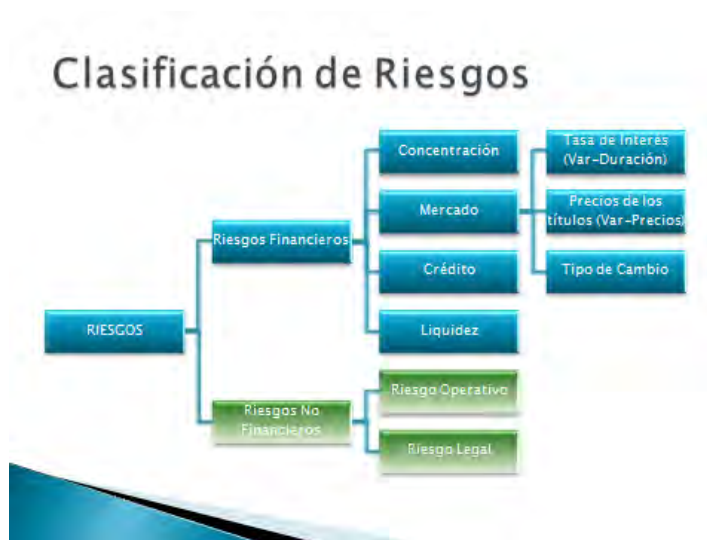 Clasificación de Riesgos
RIESGOS
Riesgos Financieros
Concentración
Mercado
Tasa de Interés
(Var-Duración)
Precios de los
títulos (Var-Precios)
Tipo de Cambio
Crédito
Liquidez
Riesgos No
Financieros
Riesgo Operativo
Riesgo Legal